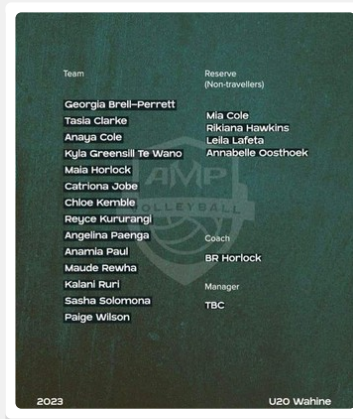 Team
Georgia Brell-Perrett
Tasia Clarke
Anaya Cole
Kyla Greensill Te Wano
Maia Horlock
Catriona Jobe
Chloe Kemble
Reyce Kururangi
Angelina Paenga
Anamia Paul
Maude Rewha
Kalani Ruri
Sasha Solomona
Paige Wilson
Reserve
(Non-travellers)
Mia Cole
Rikiana Hawkins
Leila Lafeta
Annabelle Oosthoek
AMP
VOLLEYBALL
Coach
BR Horlock
Manager
TBC
2023
U20 Wahine